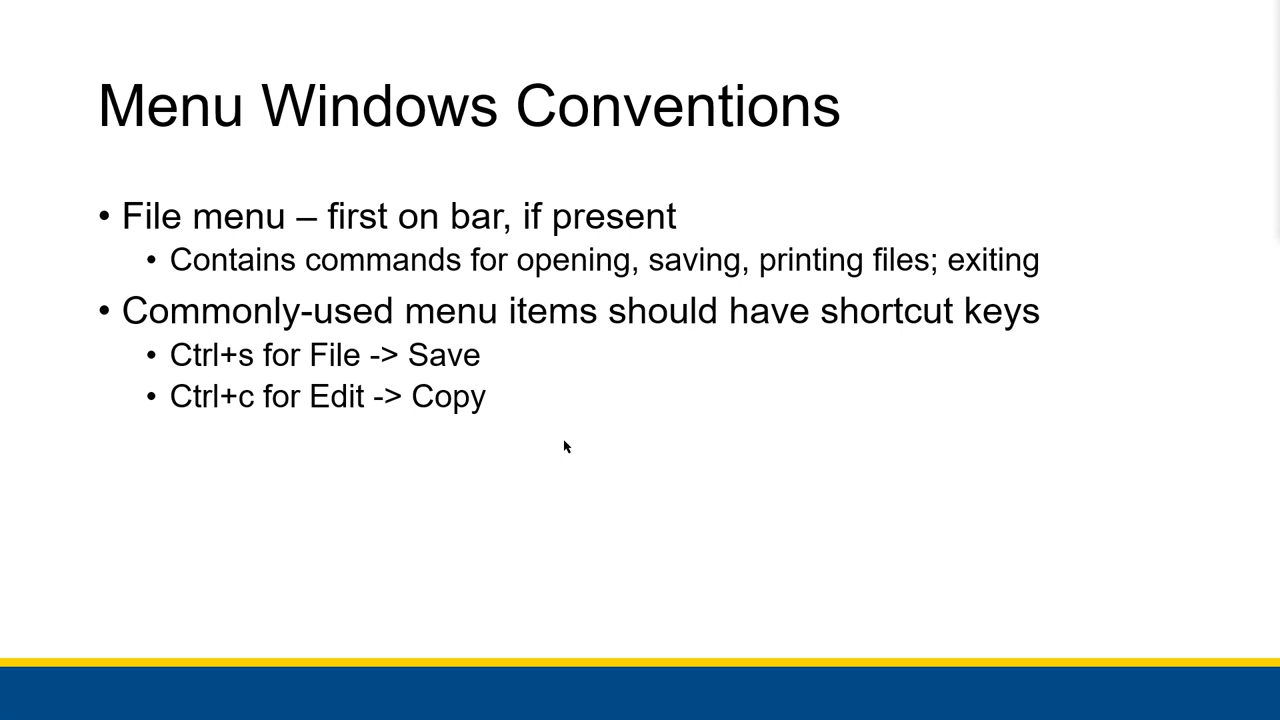 Menu Windows Conventions
• File menu – first on bar, if present
• Contains commands for opening, saving, printing files; exiting
• Commonly-used menu items should have shortcut keys
• Ctrl+s for File -> Save
• Ctrl+c for Edit -> Copy